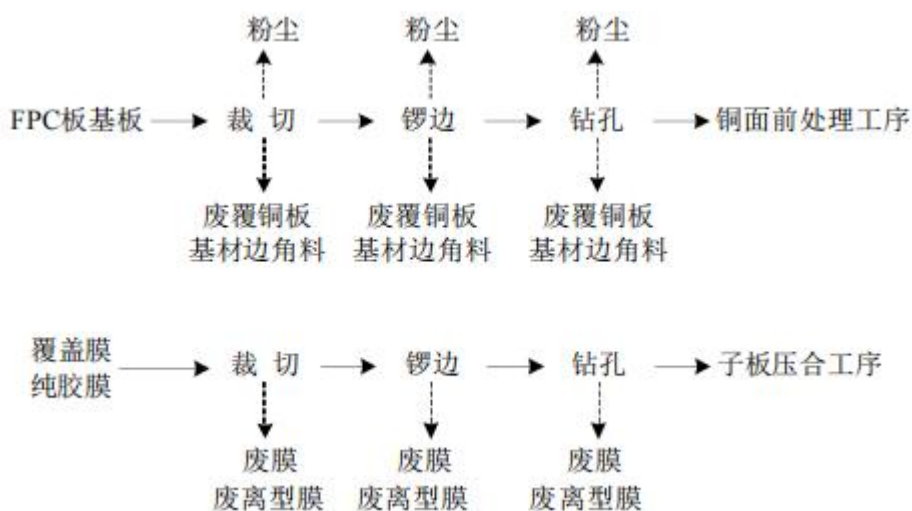 粉尘 粉尘 粉尘
FPC板基板 裁 切 锣边 钻孔 铜面前处理工序
废覆铜板 废覆铜板 废覆铜板
基材边角料 基材边角料 基材边角料
覆盖膜
纯胶膜
裁 切 锣边 钻孔 子板压合工序
废膜 废膜 废膜
废离型膜 废离型膜 废离型膜